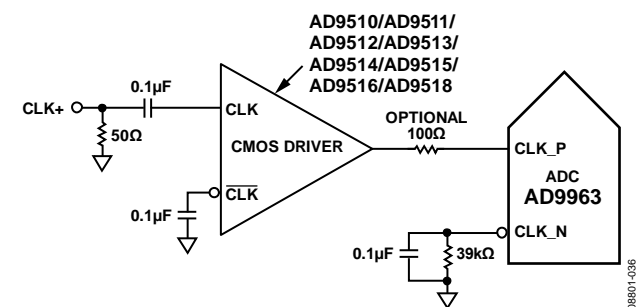 AD9510/AD9511/
AD9512/AD9513/
AD9514/AD9515/
AD9516/AD9518
0.1µF
CLK+
50Ω
CLK
CMOS DRIVER
CLK
0.1µF
OPTIONAL
100Ω
CLK_P
ADC
AD9963
CLK_N
0.1µF
39kΩ
08801-036